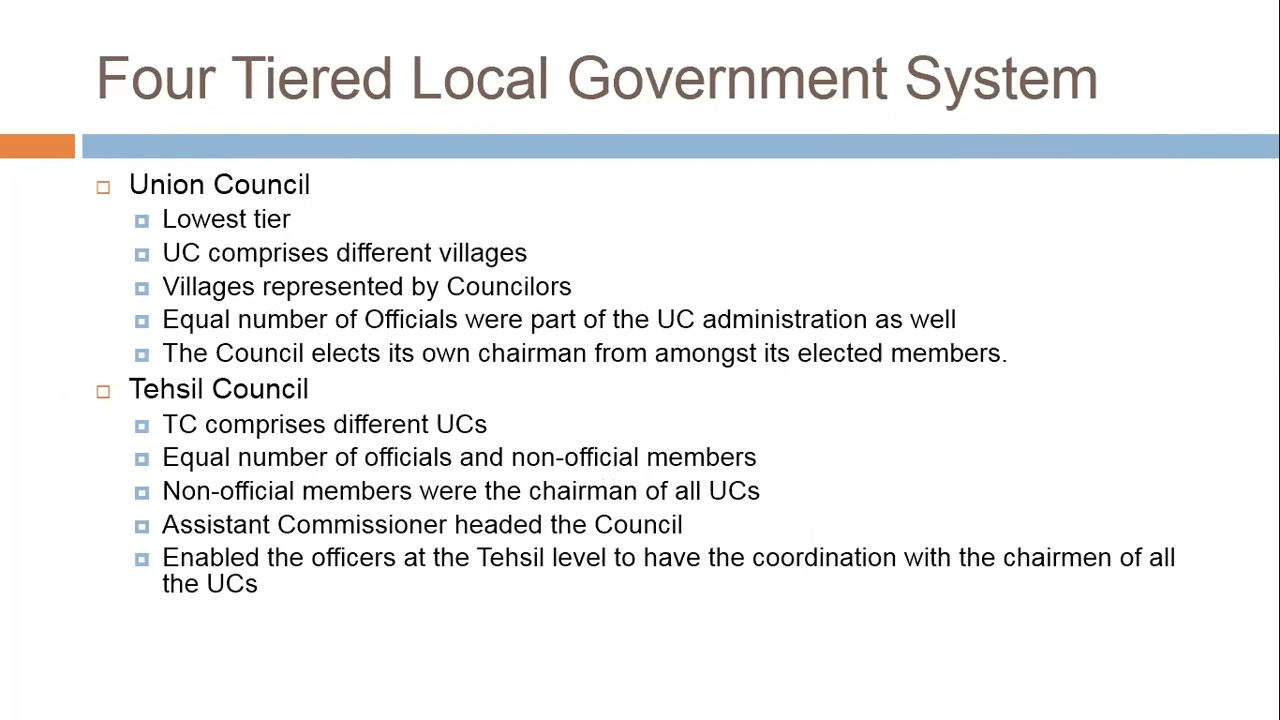 Four Tiered Local Government System
Union Council
Lowest tier
UC comprises different villages
Villages represented by Councilors
Equal number of Officials were part of the UC administration as well
The Council elects its own chairman from amongst its elected members.
Tehsil Council
TC comprises different UCs
Equal number of officials and non-official members
Non-official members were the chairman of all UCs
Assistant Commissioner headed the Council
Enabled the officers at the Tehsil level to have the coordination with the chairmen of all
the UCs